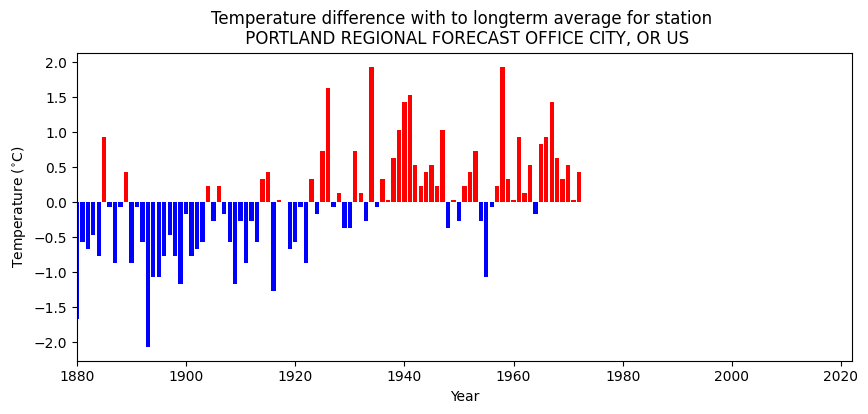 Temperature difference with to longterm average for station
PORTLAND REGIONAL FORECAST OFFICE CITY, OR US
Temperature (°C)
2.0
1.5
1.0
0.5
0.0
−0.5
−1.0
−1.5
−2.0
1880 1900 1920 1940 1960 1980 2000 2020
Year